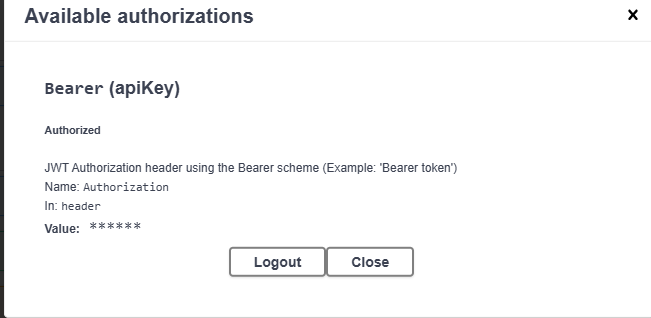 Available authorizations ×
Bearer (apiKey)
Authorized
JWT Authorization header using the Bearer scheme (Example: 'Bearer token')
Name: Authorization
In: header
Value: ******
Logout Close